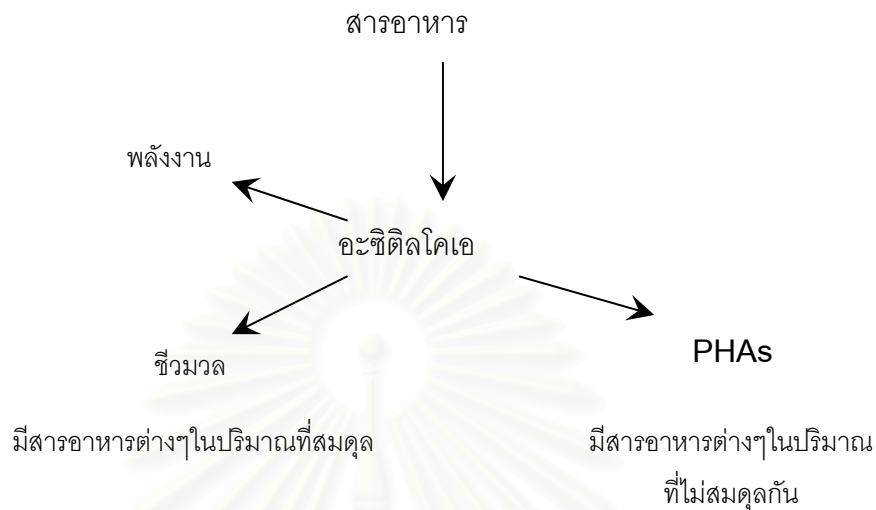 สารอาหาร
พลังงาน
อะซิติลโคเอ
ชีวมวล
PHAs
มีสารอาหารต่างๆในปริมาณที่สมดุล
มีสารอาหารต่างๆในปริมาณ
ที่ไม่สมดุลกัน